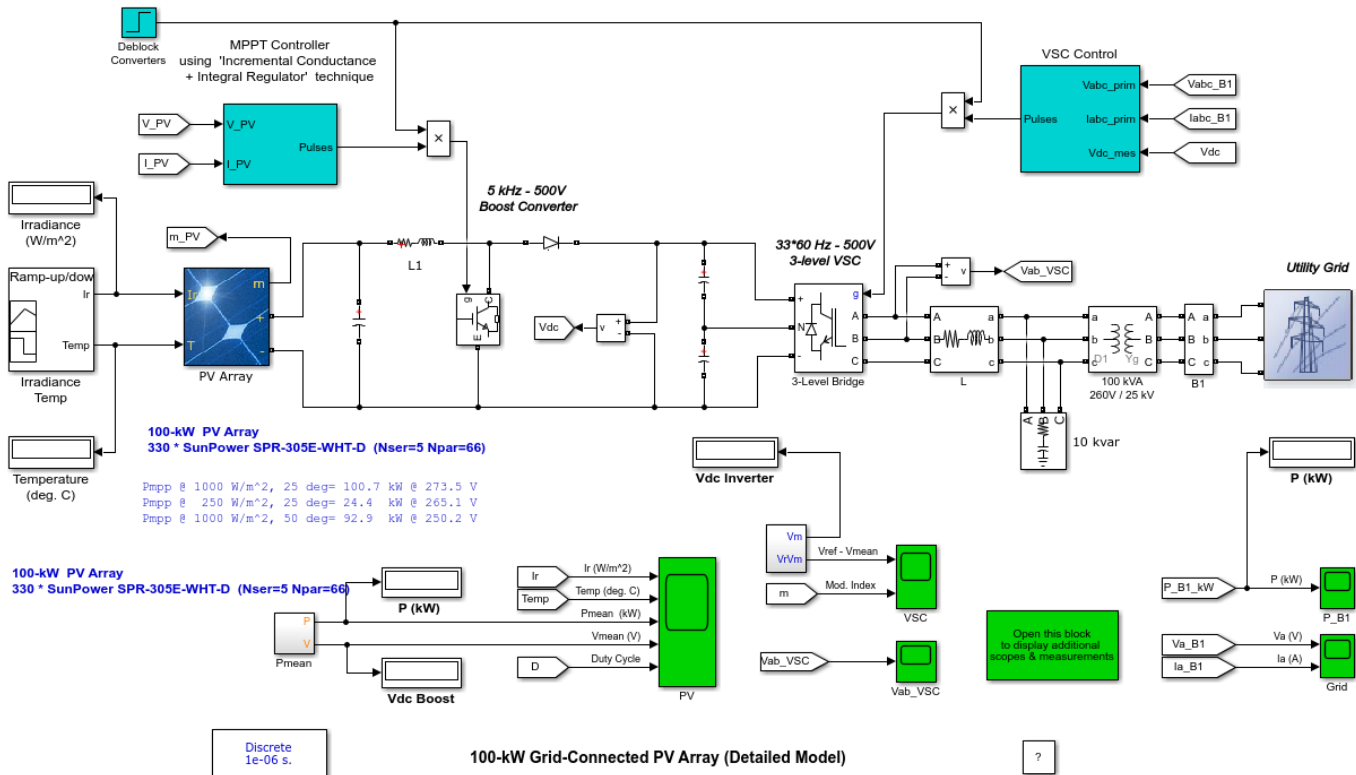 Deblock
Converters
MPPT Controller
using 'Incremental Conductance
+ Integral Regulator' technique
V_PV
I_PV
V_PV
I_PV
Pulses
×
VSC Control
Vabc_prim
Iabc_prim
Vdc_mes
Pulses
Vabc_B1
Iabc_B1
Vdc
×
Irradiance
(W/m^2)
Ramp-up/dow
Ir
Temp
Irradiance
Temp
Temperature
(deg. C)
m_PV
Ir
T
m
+
-
PV Array
L1
5 kHz - 500V
Boost Converter
g
C
E
Vdc
v
+
-
33*60 Hz - 500V
3-level VSC
g
+
N
-
A
B
C
3-Level Bridge
+
-
v
Vab_VSC
A
B
C
a
b
c
L
a
b
c
A
B
C
D1
Yg
100 kVA
260V / 25 kV
A
B
C
a
b
c
B1
Utility Grid
A
B
C
10 kvar
100-kW PV Array
330 * SunPower SPR-305E-WHT-D (Nser=5 Npar=66)
Pmpp @ 1000 W/m^2, 25 deg= 100.7 kW @ 273.5 V
Pmpp @ 250 W/m^2, 25 deg= 24.4 kW @ 265.1 V
Pmpp @ 1000 W/m^2, 50 deg= 92.9 kW @ 250.2 V
100-kW PV Array
330 * SunPower SPR-305E-WHT-D (Nser=5 Npar=66)
P (kW)
P
V
Pmean
Vdc Boost
Ir
Temp
D
Ir (W/m^2)
Temp (deg. C)
Pmean (kW)
Vmean (V)
Duty Cycle
PV
Vdc Inverter
Vm
VrVm
m
Vref - Vmean
Mod. Index
VSC
Vab_VSC
Vab_VSC
Open this block
to display additional
scopes & measurements
P (kW)
P_B1_kW
P (kW)
P_B1
Va_B1
Ia_B1
Va (V)
Ia (A)
Grid
Discrete
1e-06 s.
100-kW Grid-Connected PV Array (Detailed Model)
?